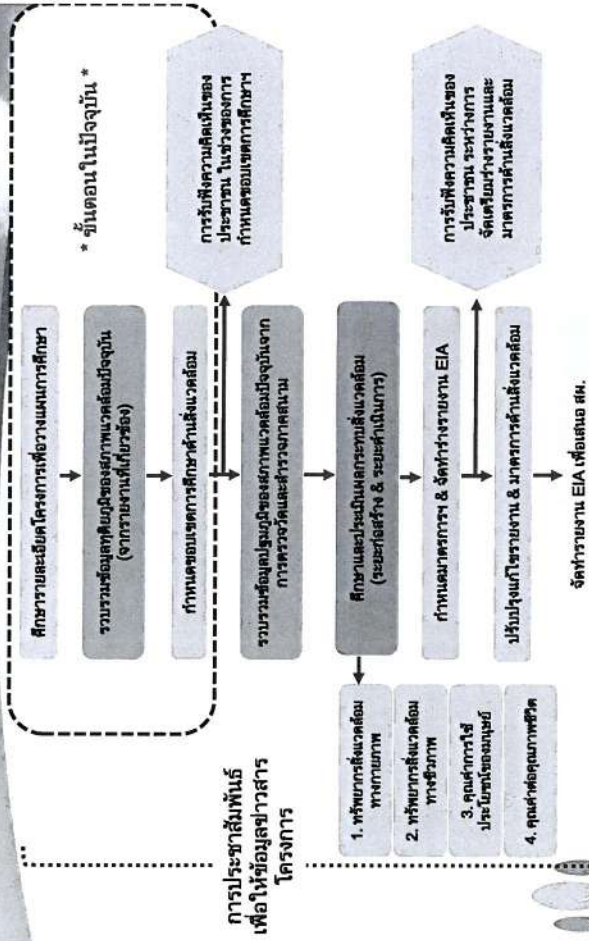 * ขั้นตอนในปัจจุบัน *
ศึกษารายละเอียดโครงการเพื่อวางแผนการศึกษา
รวบรวมข้อมูลทุติยภูมิของสภาพแวดล้อมปัจจุบัน
(จากรายงานที่เกี่ยวข้อง)
กำหนดขอบเขตการศึกษาด้านสิ่งแวดล้อม
การรับฟังความคิดเห็นของ
ประชาชน ในช่วงของการ
กำหนดขอบเขตการศึกษาฯ
รวบรวมข้อมูลปฐมภูมิของสภาพแวดล้อมปัจจุบันจาก
การตรวจวัดและสำรวจภาคสนาม
ศึกษาและประเมินผลกระทบสิ่งแวดล้อม
(ระยะก่อสร้าง & ระยะดำเนินการ)
กำหนดมาตรการฯ & จัดทำร่างรายงาน EIA
การรับฟังความคิดเห็นของ
ประชาชน ระหว่างการ
จัดเตรียมร่างรายงานและ
มาตรการด้านสิ่งแวดล้อม
ปรับปรุงแก้ไขรายงาน & มาตรการด้านสิ่งแวดล้อม
จัดทำรายงาน EIA เพื่อเสนอ สผ.
การประชาสัมพันธ์
เพื่อให้ข้อมูลข่าวสาร
โครงการ
1. ทรัพยากรสิ่งแวดล้อม
ทางกายภาพ
2. ทรัพยากรสิ่งแวดล้อม
ทางชีวภาพ
3. คุณค่าการใช้
ประโยชน์ของมนุษย์
4. คุณค่าต่อคุณภาพชีวิต